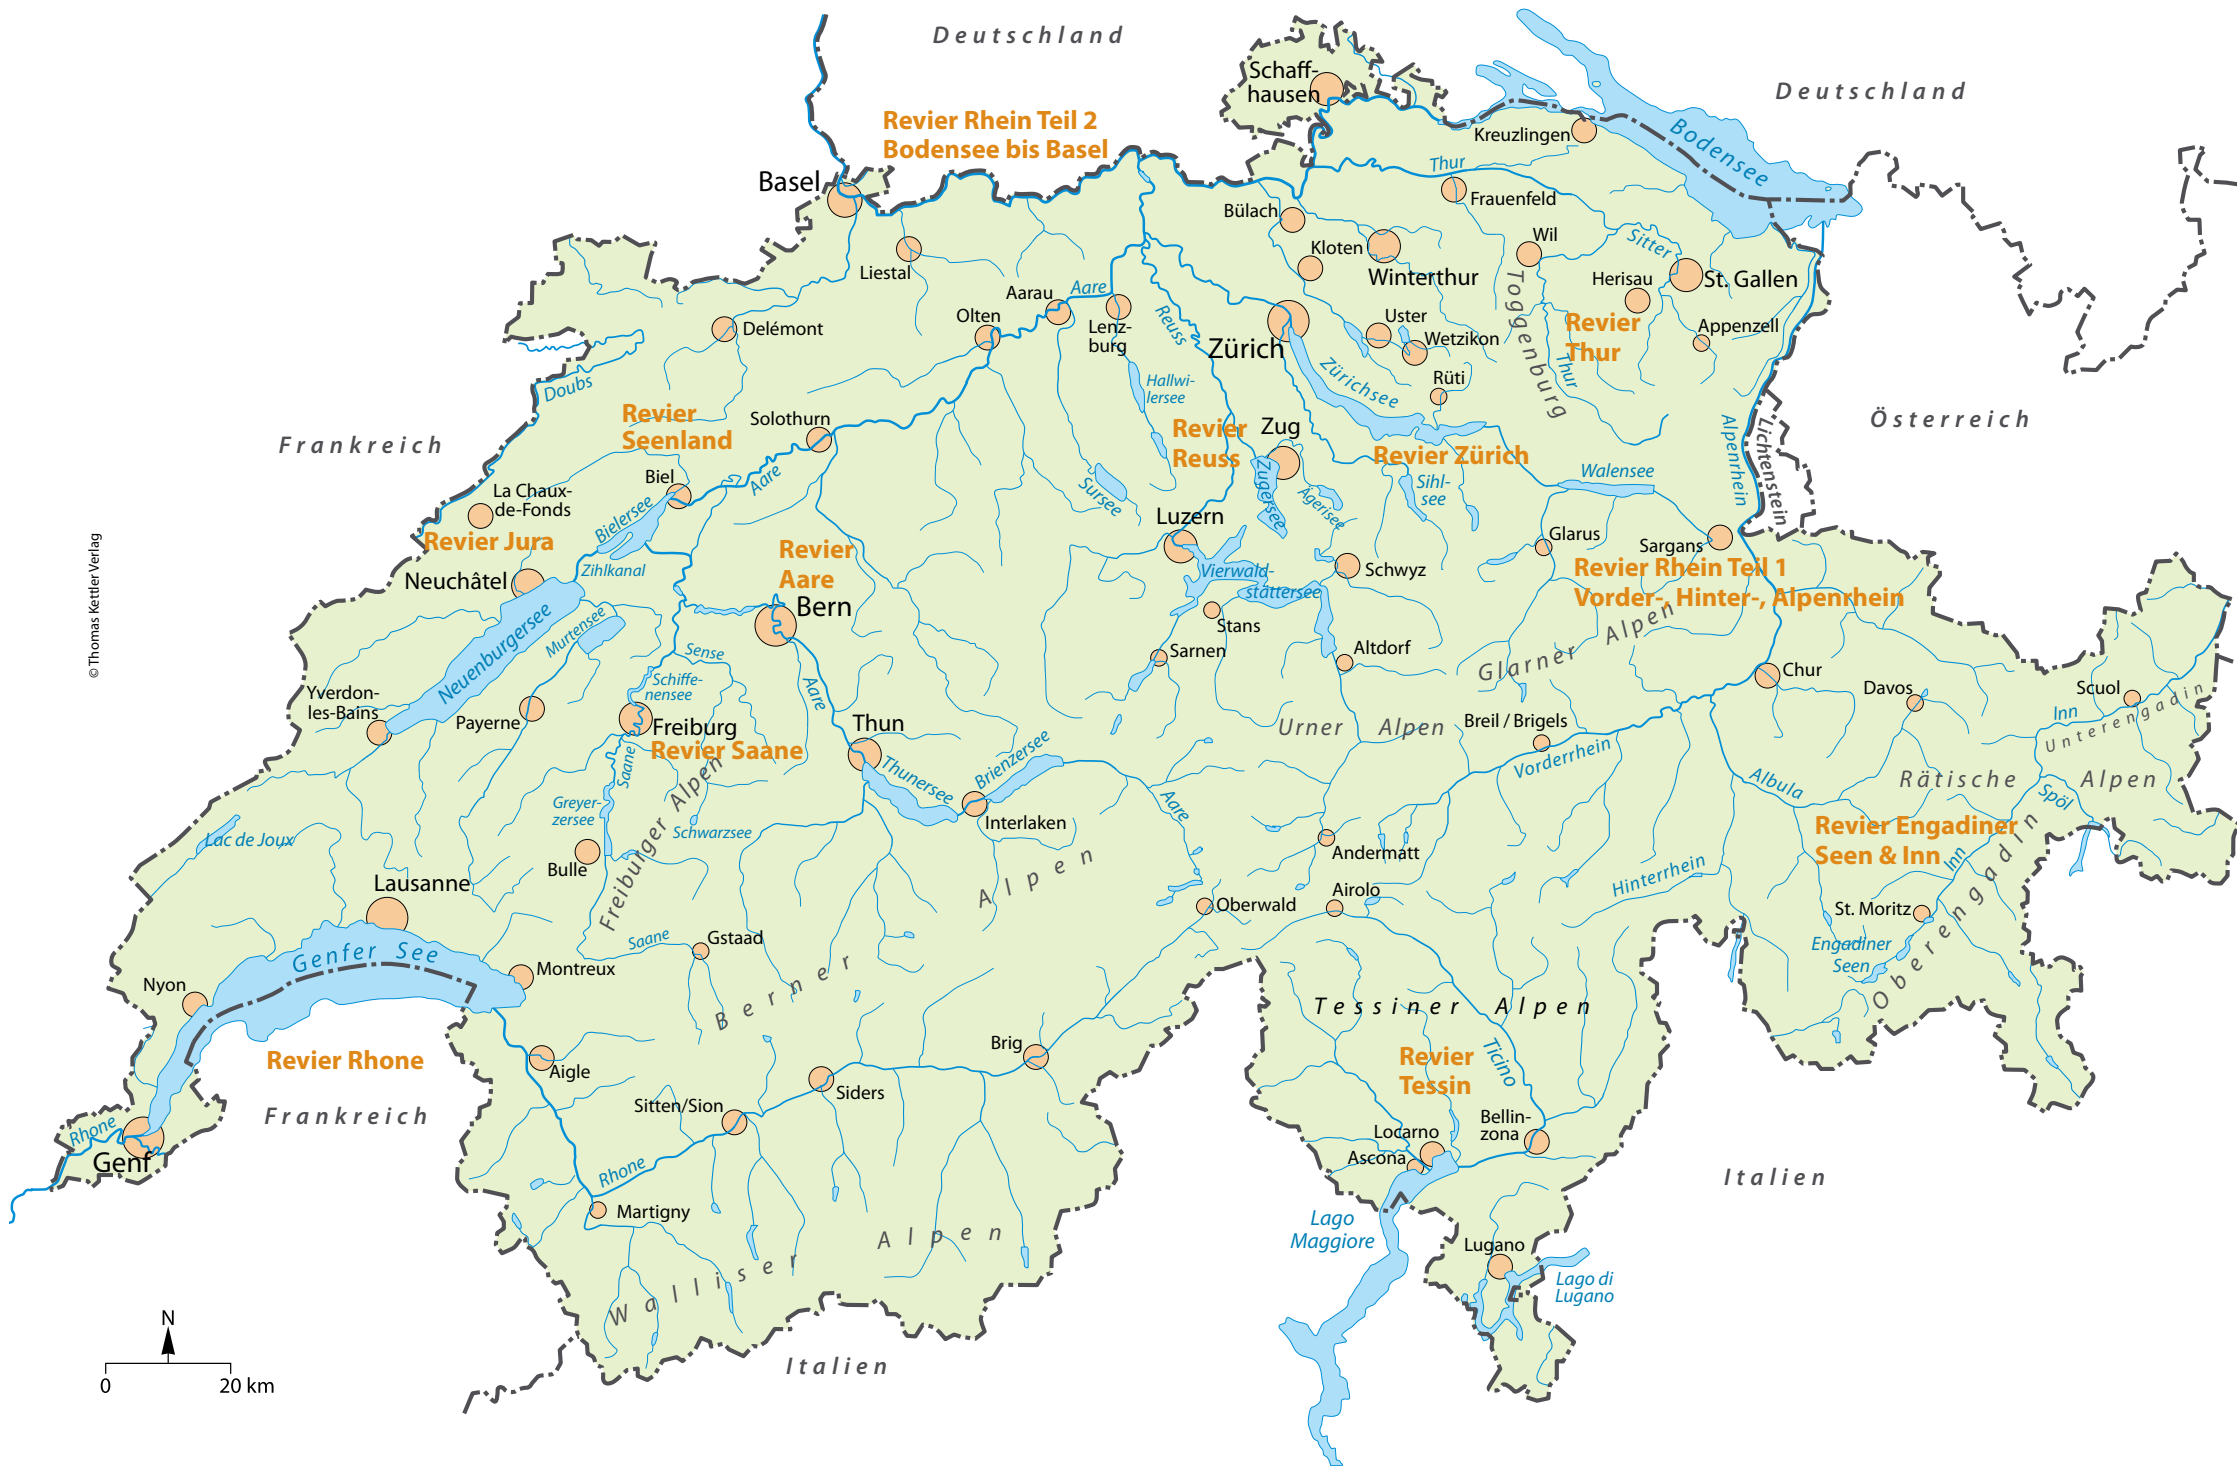 Deutschland
Deutschland
Schaff-
hausen
Revier Rhein Teil 2
Bodensee bis Basel
Kreuzlingen
Bodensee
Basel
Thur
Frauenfeld
Bülach
Kloten
Winterthur
Wil
Sitter
Herisau
St. Gallen
Liestal
Aarau
Aare
Olten
Lenz-
burg
Reuss
Delémont
Zürich
Uster
Wetzikon
Rüti
Toggenburg
Revier
Thur
Thur
Appenzell
Zürichsee
Hallwi-
lersee
Doubs
Revier
Seenland
Solothurn
Frankreich
Österreich
Alpenrhein
Lichtenstein
Revier
Reuss
Zug
Revier Zürich
Walensee
Biel
Aare
La Chaux-
de-Fonds
Bielersee
Sursee
Zugersee
Ägerisee
Sihl-
see
Luzern
Revier Jura
Revier
Aare
Glarus
Sargans
Neuchâtel
Zihlkanal
Schwyz
Revier Rhein Teil 1
Vorder-, Hinter-, Alpenrhein
Vierwald-
stättersee
Bern
Stans
Neuenburgersee
Murtensee
Sense
Sarnen
Altdorf
Glarner Alpen
Yverdon-
les-Bains
Payerne
Schiffe-
nensee
Aare
Chur
Davos
Scuol
Inn
Unterengadin
Freiburg
Revier Saane
Thun
Urner Alpen
Breil / Brigels
Vorderrhein
Saane
Freiburger Alpen
Thunersee
Brienzersee
Aare
Albula
Rätische Alpen
Spöl
Greyer-
zersee
Schwarzsee
Interlaken
Lac de Joux
Bulle
Andermatt
Revier Engadiner
Seen & Inn
Inn
Oberengadin
Lausanne
Alpen
Oberwald
Airolo
Hinterrhein
St. Moritz
Genfer See
Saane
Gstaad
Engadiner
Seen
Nyon
Montreux
Berner
Tessiner Alpen
Revier Rhone
Aigle
Brig
Revier
Tessin
Ticino
Siders
Frankreich
Sitten/Sion
Rhone
Genf
Bellin-
zona
Locarno
Ascona
Rhone
Italien
Martigny
Lago
Maggiore
Walliser Alpen
Lugano
Lago di
Lugano
N
0
20 km
Italien
© Thomas Kettler Verlag